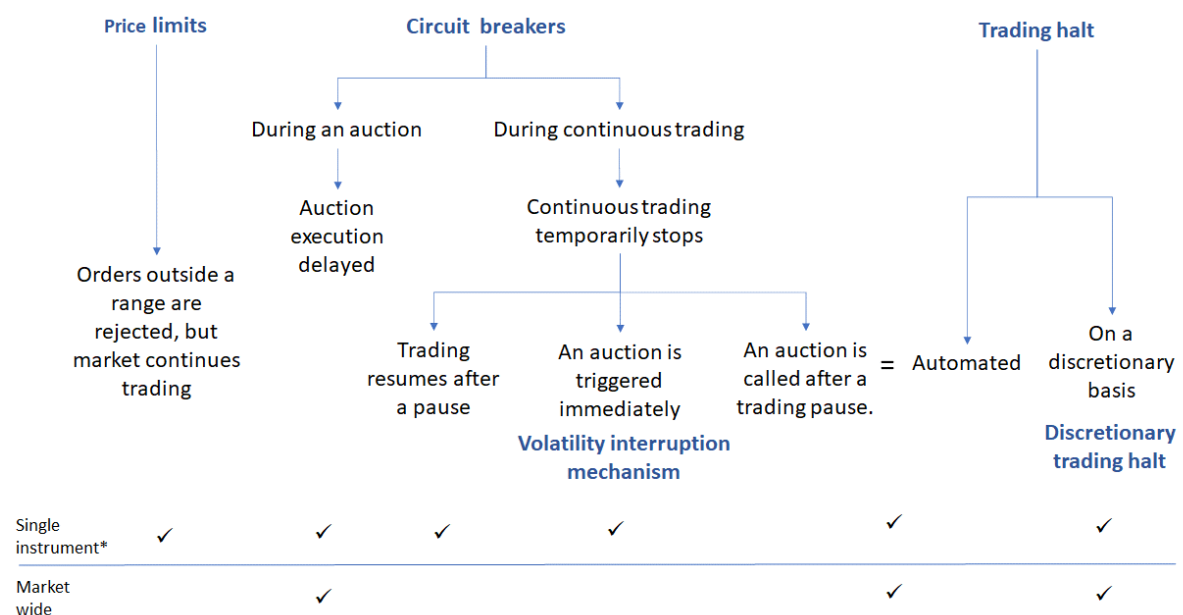 Price limits
Circuit breakers
Trading halt
During an auction
During continuous trading
Auction
execution
delayed
Continuous trading
temporarily stops
Orders outside a
range are
rejected, but
market continues
trading
Trading
resumes after
a pause
An auction is
triggered
immediately
Volatility interruption
mechanism
An auction is
called after a
trading pause.
=
Automated
On a
discretionary
basis
Discretionary
trading halt
Single
instrument*
✓ ✓ ✓ ✓ ✓ ✓
Market
wide
✓ ✓ ✓